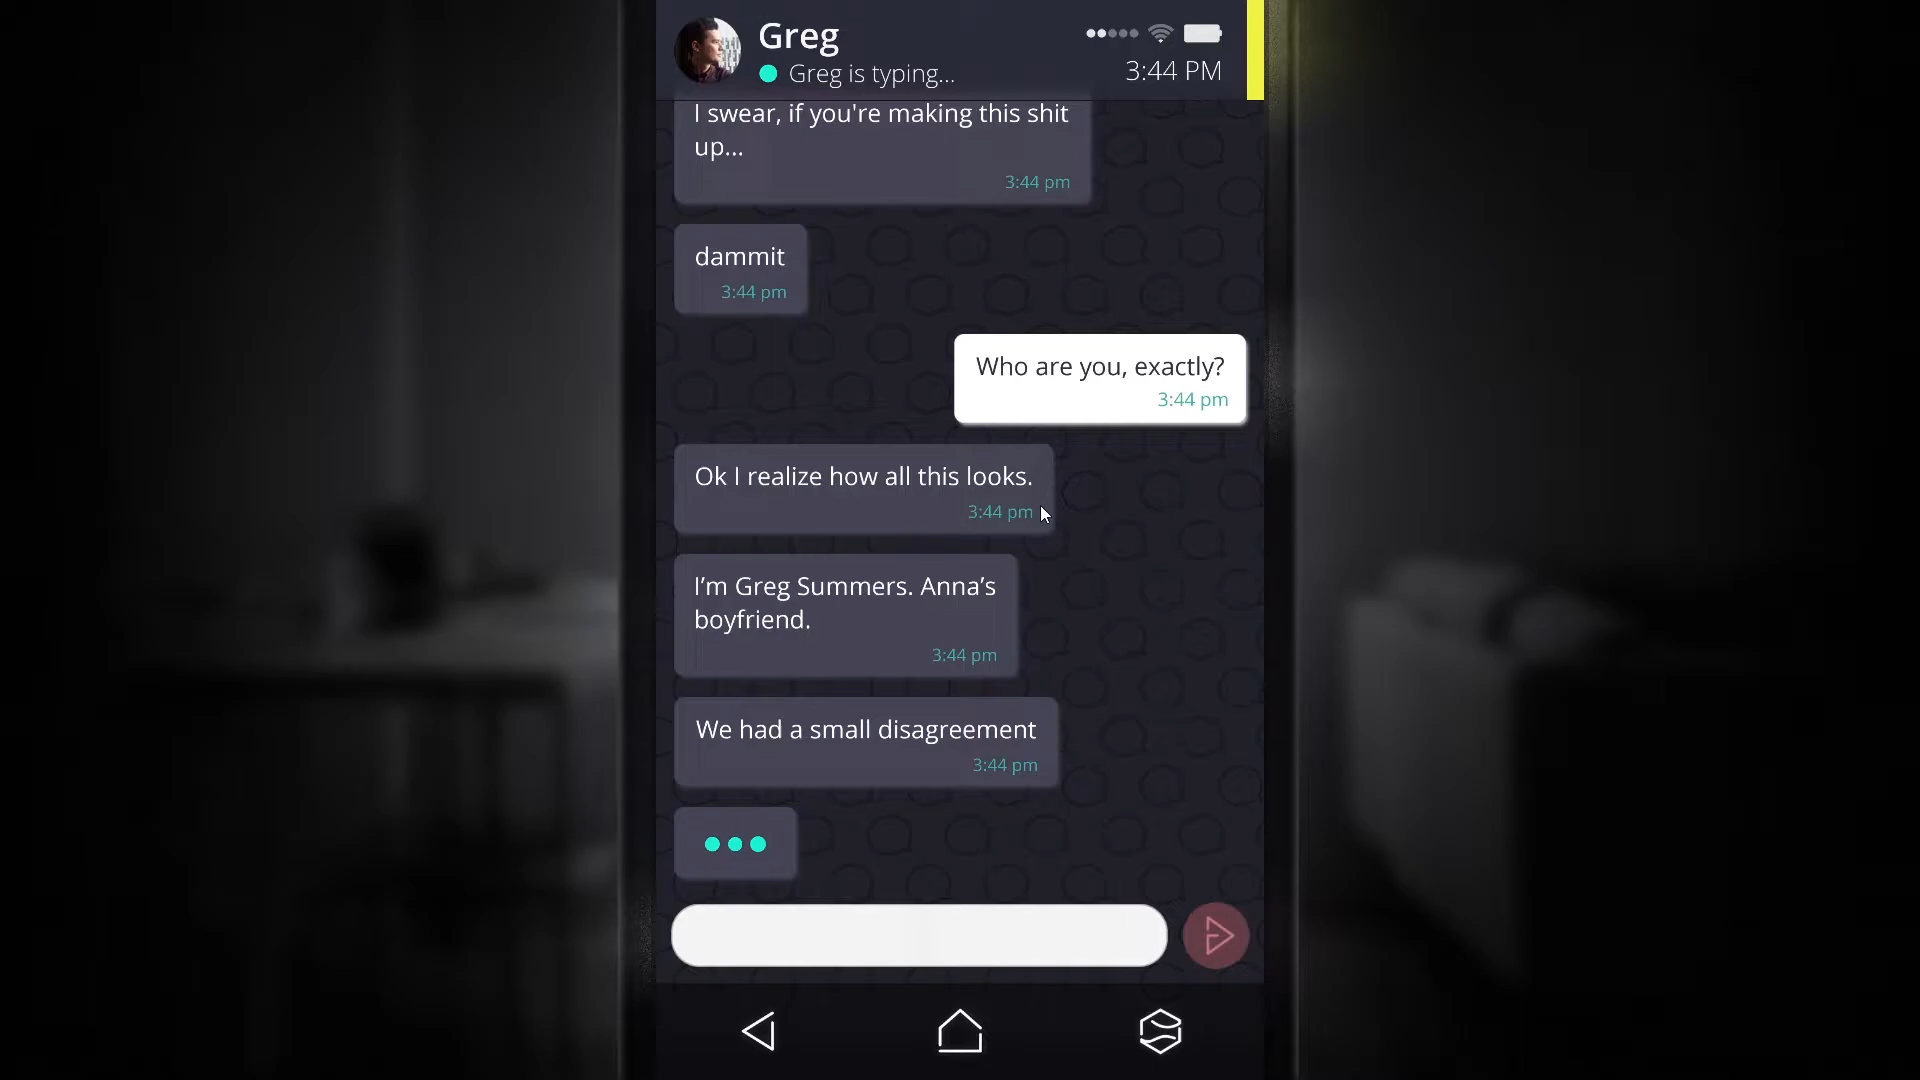 Greg
Greg is typing...
3:44 PM
I swear, if you're making this shit
up...
3:44 pm
dammit
3:44 pm
Who are you, exactly?
3:44 pm
Ok I realize how all this looks.
3:44 pm
I’m Greg Summers. Anna’s
boyfriend.
3:44 pm
We had a small disagreement
3:44 pm